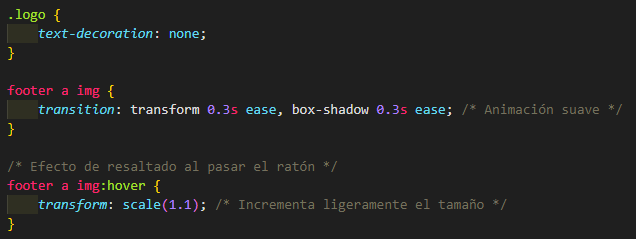 .logo {
    text-decoration: none;
}

footer a img {
    transition: transform 0.3s ease, box-shadow 0.3s ease; /* Animación suave */
}

/* Efecto de resaltado al pasar el ratón */
footer a img:hover {
    transform: scale(1.1); /* Incrementa ligeramente el tamaño */
}